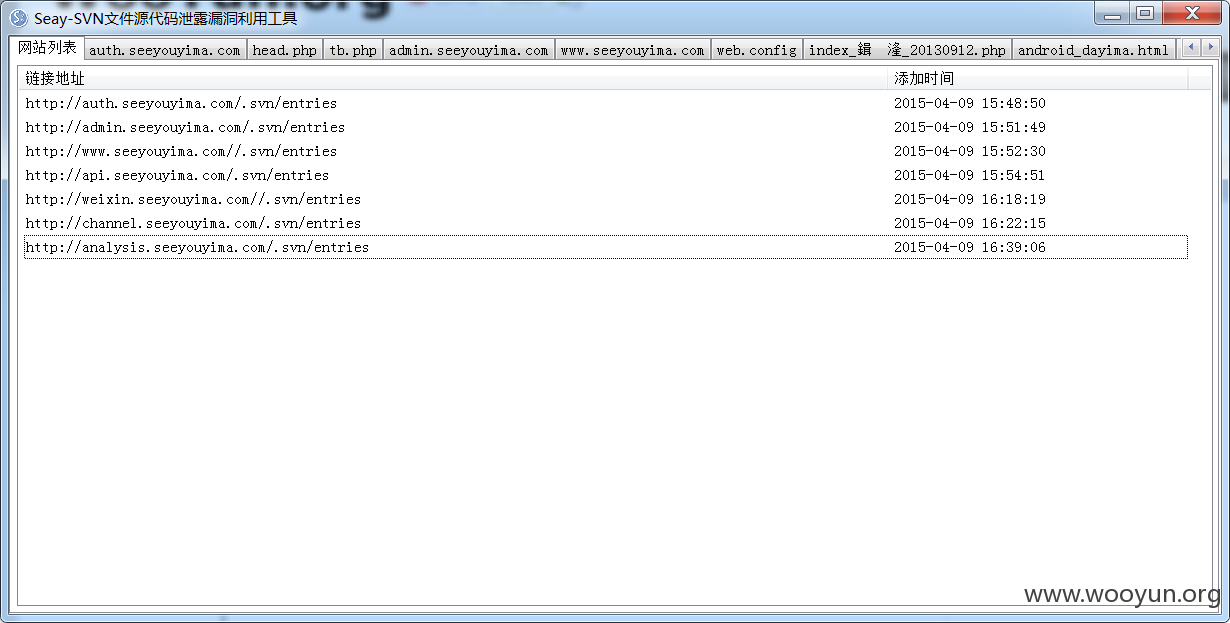 Seay-SVN文件源代码泄露漏洞利用工具
网站列表 auth.seeyouyima.com head.php tb.php admin.seeyouyima.com www.seeyouyima.com web.config index_鍓 湰_20130912.php android_dayima.html
链接地址 添加时间
http://auth.seeyouyima.com/.svn/entries 2015-04-09 15:48:50
http://admin.seeyouyima.com/.svn/entries 2015-04-09 15:51:49
http://www.seeyouyima.com//.svn/entries 2015-04-09 15:52:30
http://api.seeyouyima.com/.svn/entries 2015-04-09 15:54:51
http://weixin.seeyouyima.com//.svn/entries 2015-04-09 16:18:19
http://channel.seeyouyima.com/.svn/entries 2015-04-09 16:22:15
http://analysis.seeyouyima.com/.svn/entries 2015-04-09 16:39:06
www.wooyun.org